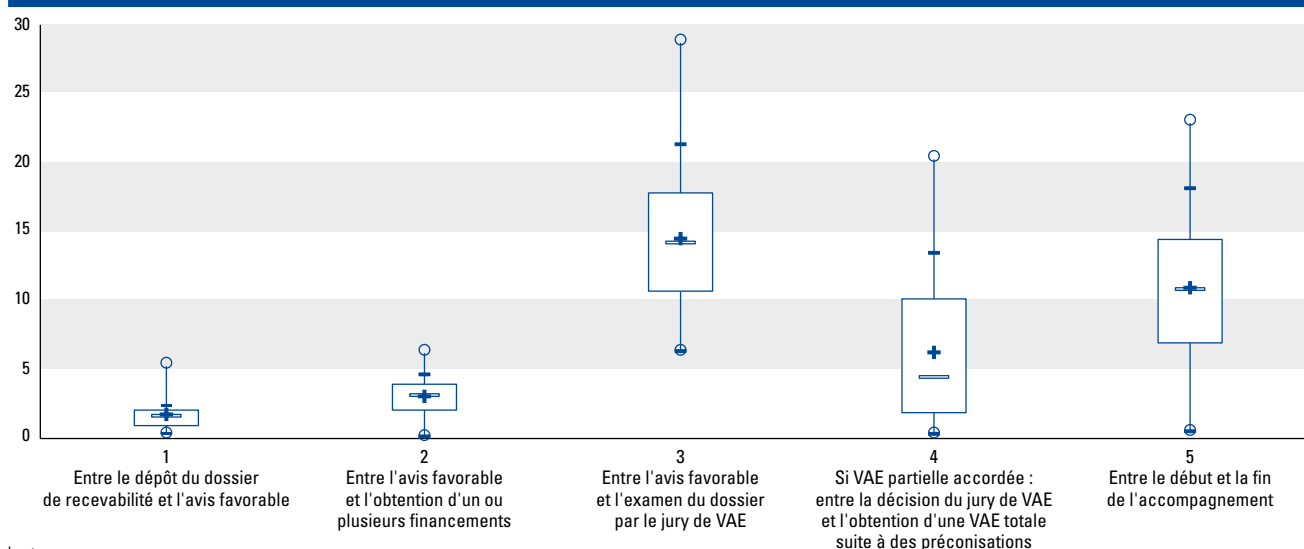 30
25
20
15
10
5
0
1
Entre le dépôt du dossier
de recevabilité et l'avis favorable
2
Entre l'avis favorable
et l'obtention d'un ou
plusieurs financements
3
Entre l'avis favorable
et l'examen du dossier
par le jury de VAE
4
Si VAE partielle accordée :
entre la décision du jury de VAE
et l'obtention d'une VAE totale
suite à des préconisations
5
Entre le début et la fin
de l'accompagnement